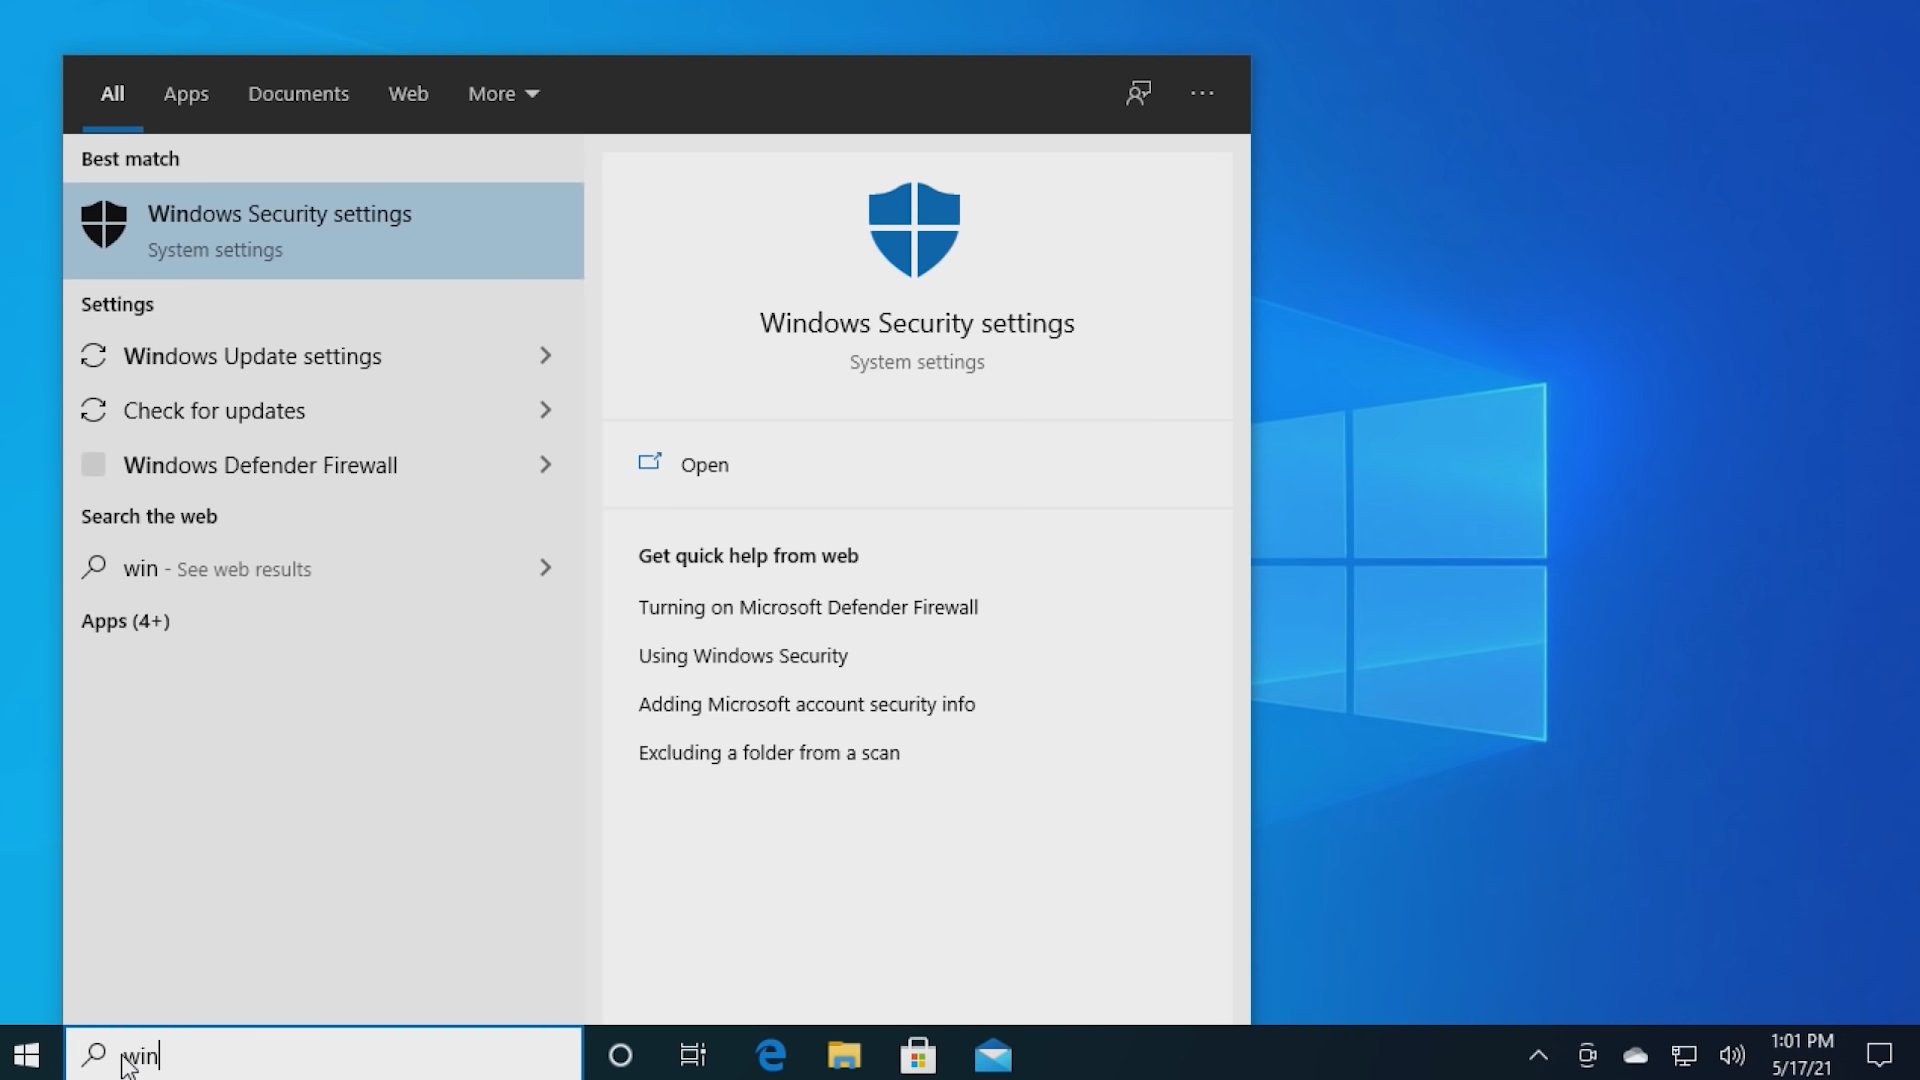 All Apps Documents Web More
Best match
Windows Security settings
System settings
Settings
Windows Update settings
Check for updates
Windows Defender Firewall
Search the web
win - See web results
Apps (4+)
Windows Security settings
System settings
Open
Get quick help from web
Turning on Microsoft Defender Firewall
Using Windows Security
Adding Microsoft account security info
Excluding a folder from a scan
win
1:01 PM
5/17/21